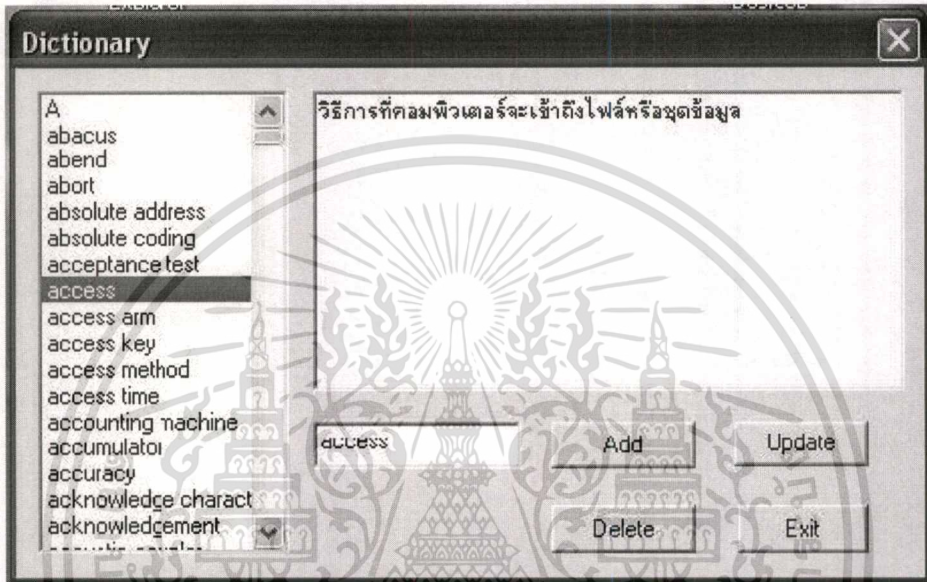 Dictionary
A
abacus
abend
abort
absolute address
absolute coding
acceptance test
access
access arm
access key
access method
access time
accounting machine
accumulator
accuracy
acknowledge charact
acknowledgement
วิธีการที่คอมพิวเตอร์จะเข้าถึงไฟล์หรือชุดข้อมูล
access
Add
Update
Delete
Exit